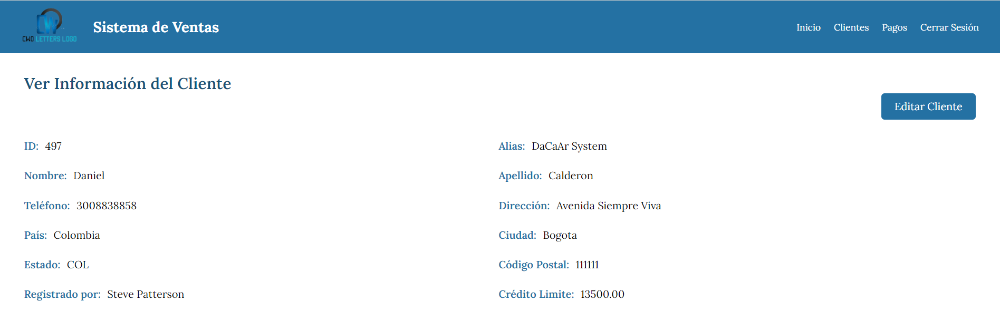 CWO LETTERS LOGO
Sistema de Ventas
Inicio Clientes Pagos Cerrar Sesión
Ver Información del Cliente
Editar Cliente
ID: 497
Alias: DaCaAr System
Nombre: Daniel
Apellido: Calderon
Teléfono: 3008838858
Dirección: Avenida Siempre Viva
País: Colombia
Ciudad: Bogota
Estado: COL
Código Postal: 111111
Registrado por: Steve Patterson
Crédito Limite: 13500.00